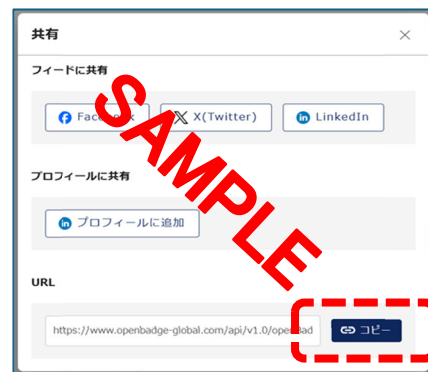 共有
フィードに共有
Facebook
X(Twitter)
LinkedIn
プロフィールに共有
プロフィールに追加
URL
https://www.openbadge-global.com/api/v1.0/openBad
コピー
SAMPLE